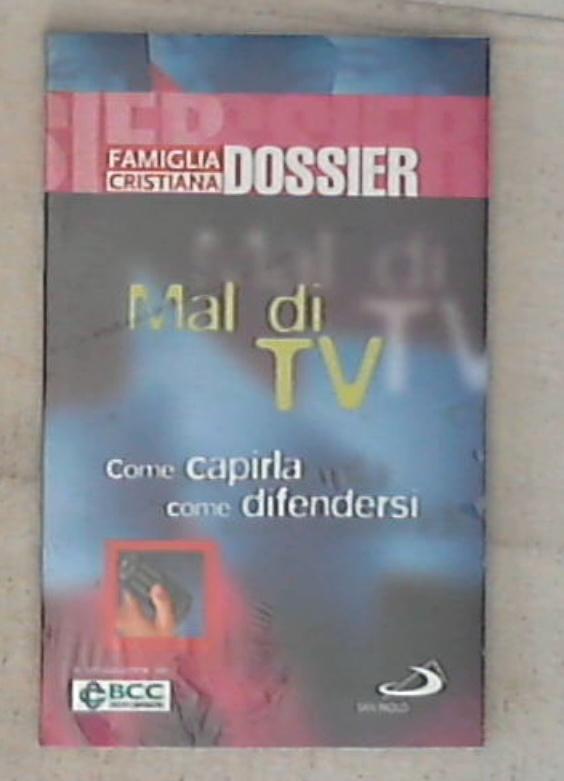 FAMIGLIA
CRISTIANA DOSSIER
Mal di
TV
Come capirla
come difendersi
BCC
SAN PAOLO